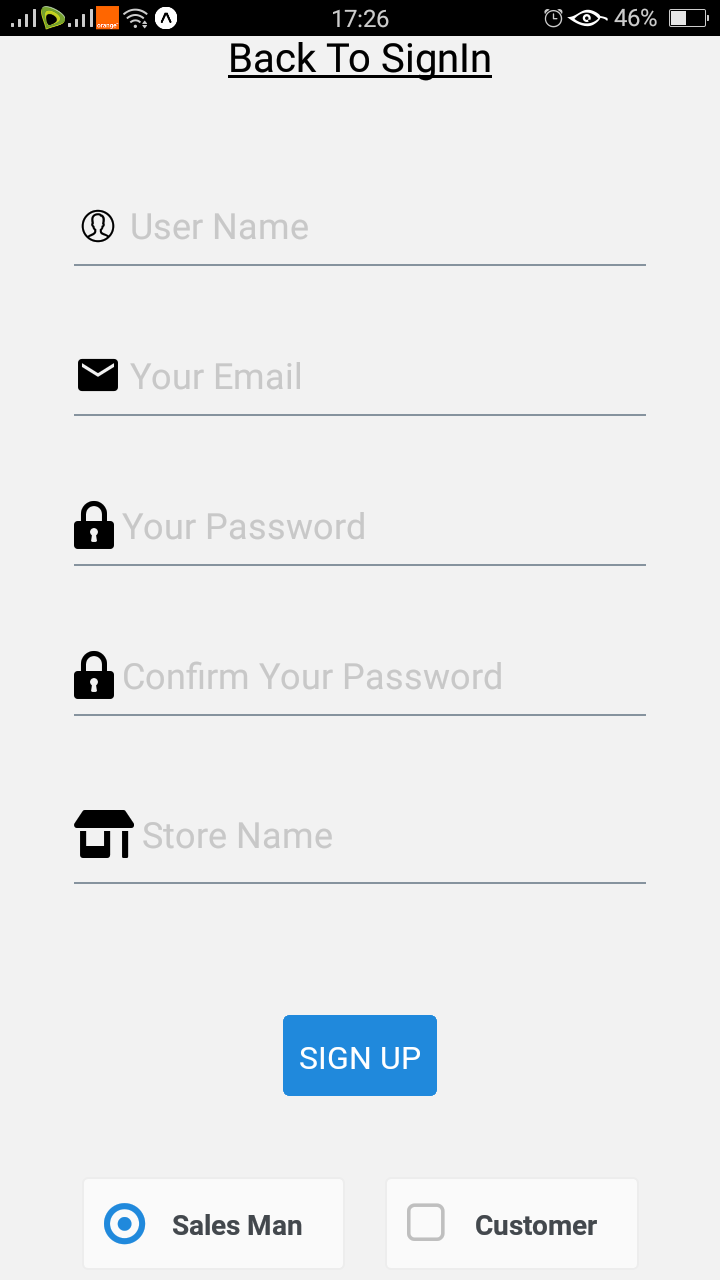 17:26
46%
orange
Back To SignIn
User Name
Your Email
Your Password
Confirm Your Password
Store Name
SIGN UP
Sales Man
Customer